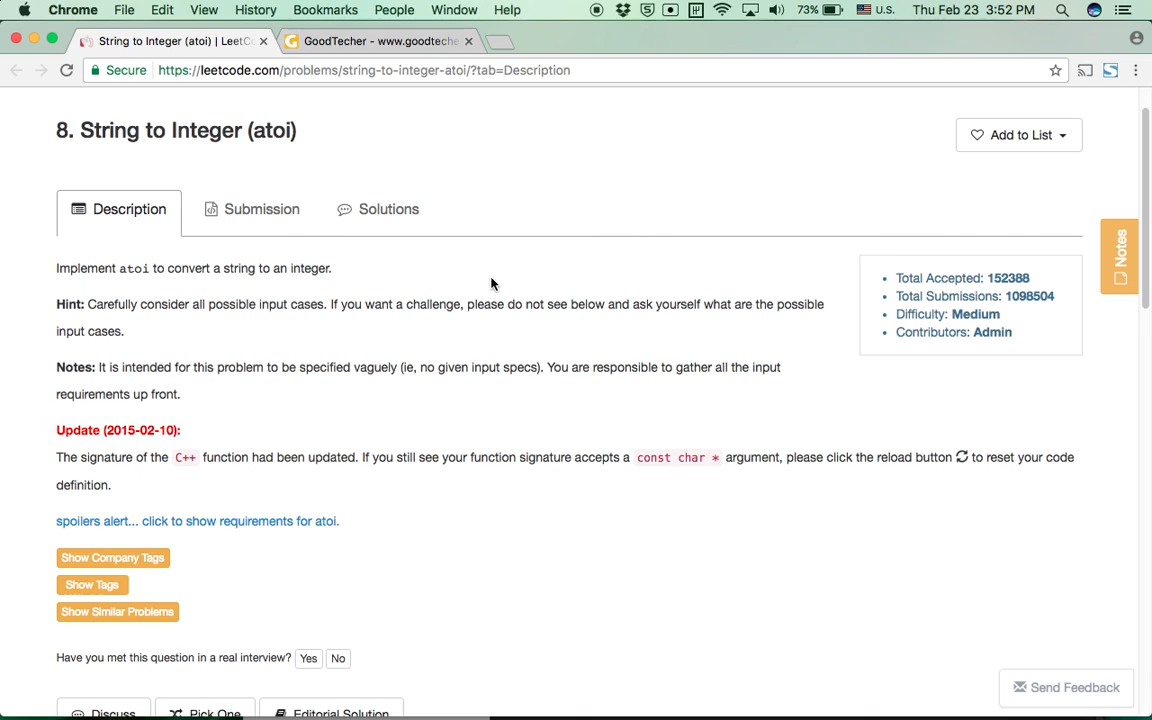 Chrome File Edit View History Bookmarks People Window Help 73% U.S. Thu Feb 23 3:52 PM
String to Integer (atoi) | LeetC GoodTecher - www.goodteche
Secure https://leetcode.com/problems/string-to-integer-atoi/?tab=Description
8. String to Integer (atoi)
Add to List
Description Submission Solutions
Notes
Implement atoi to convert a string to an integer.
Hint: Carefully consider all possible input cases. If you want a challenge, please do not see below and ask yourself what are the possible
input cases.
Total Accepted: 152388
Total Submissions: 1098504
Difficulty: Medium
Contributors: Admin
Notes: It is intended for this problem to be specified vaguely (ie, no given input specs). You are responsible to gather all the input
requirements up front.
Update (2015-02-10):
The signature of the C++ function had been updated. If you still see your function signature accepts a const char * argument, please click the reload button to reset your code
definition.
spoilers alert... click to show requirements for atoi.
Show Company Tags
Show Tags
Show Similar Problems
Have you met this question in a real interview? Yes No
Send Feedback
Discuss Pick One Editorial Solution